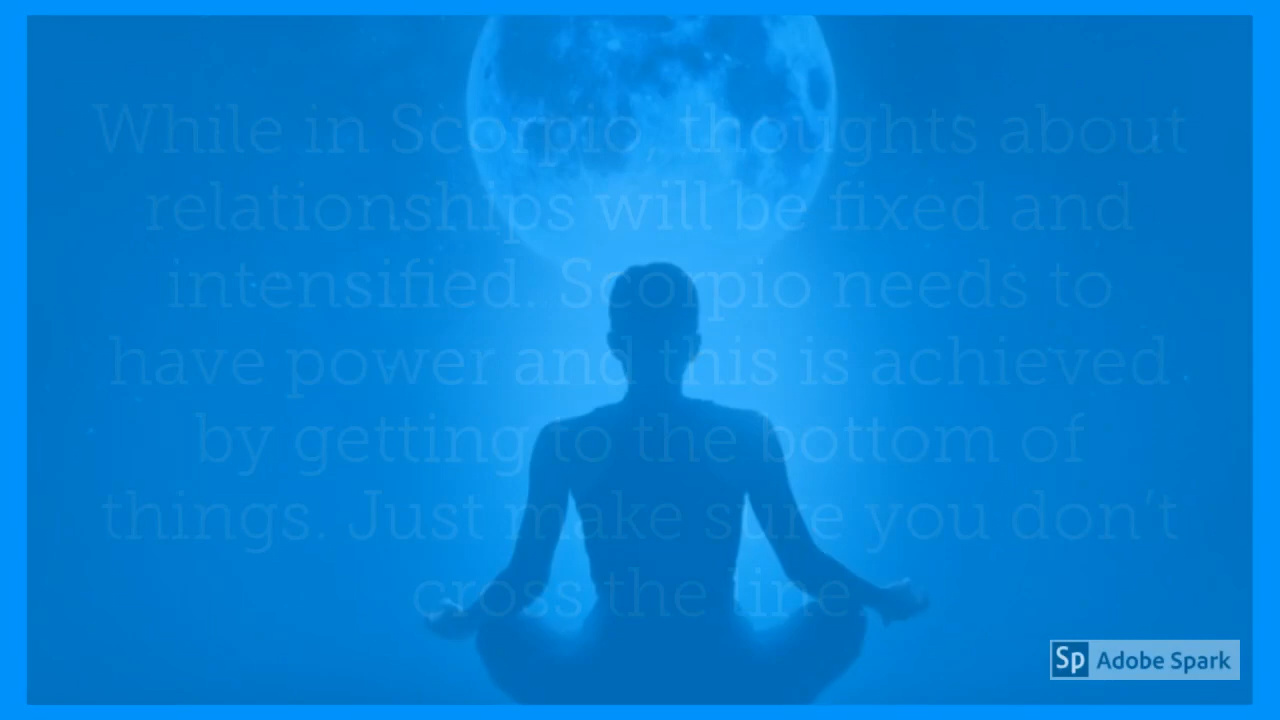 While in Scorpio, thoughts about
relationships will be fixed and
intensified. Scorpio needs to
have power and this is achieved
by getting to the bottom of
things. Just make sure you don't
cross the line
Sp Adobe Spark